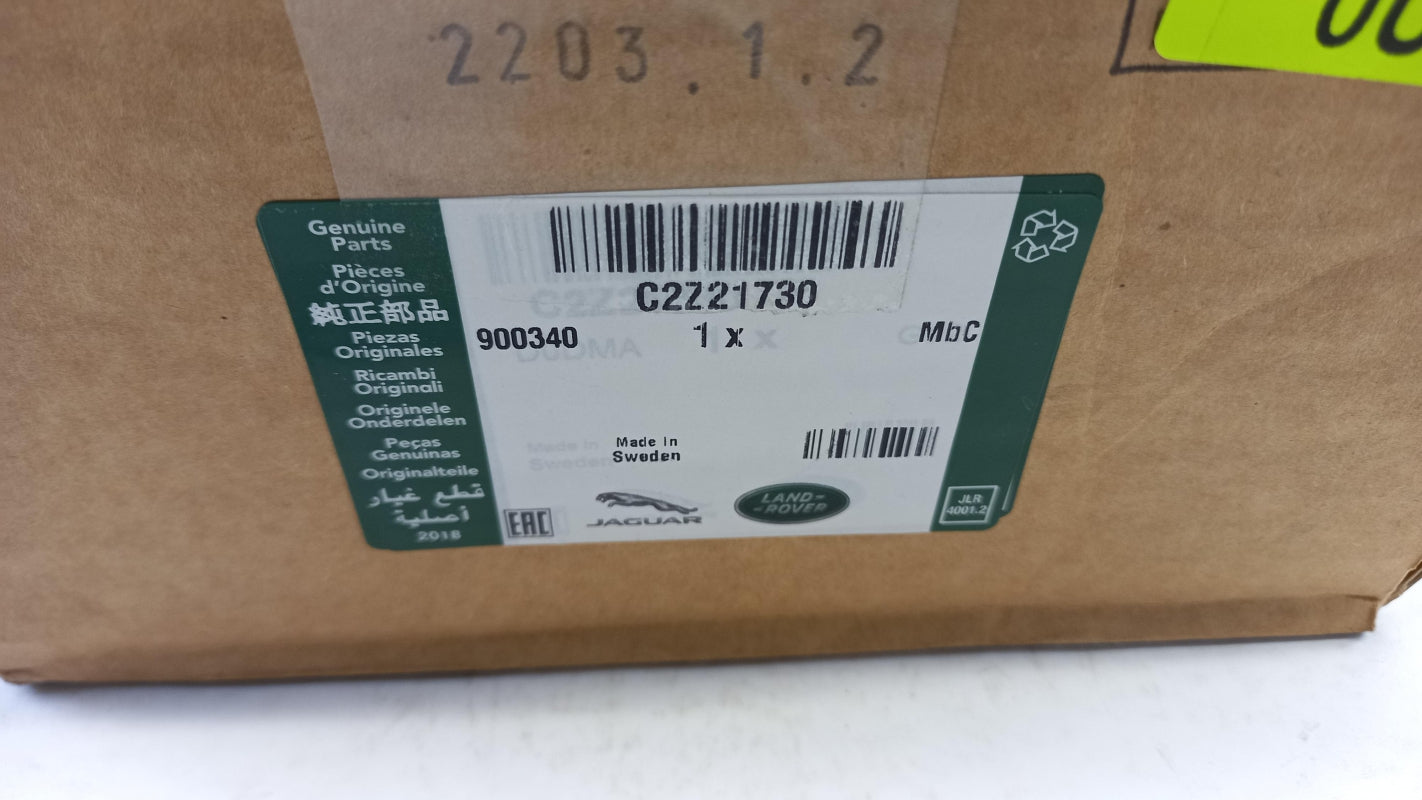 2203.1.2
Genuine
Parts
Pièces
d'Origine
純正部品
Piezas
Originales
Ricambi
Originali
Originele
Onderdelen
Peças
Genuínas
Originalteile
قطع غيار
أصلية
2018
C2Z21730
900340 1 x MbC
Made in
Sweden
EAC
JAGUAR
LAND-
-ROVER
JLR
4001.2